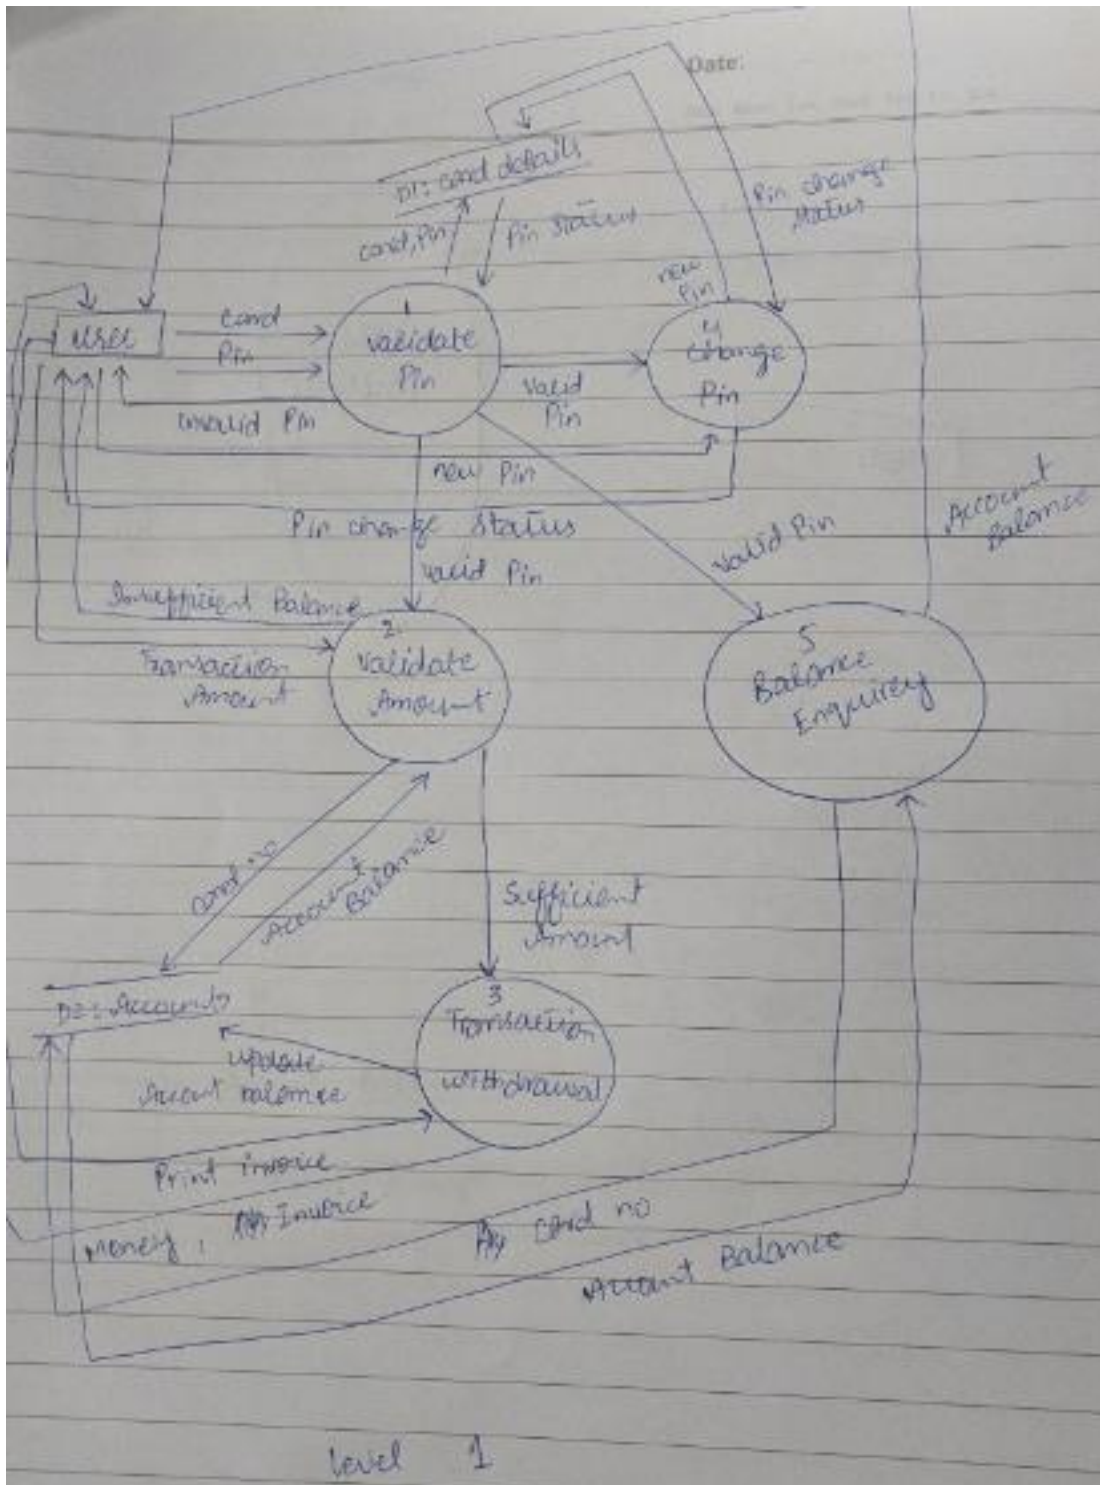 Date:
D1: card details
card, Pin
Pin status
Pin change
status
new
Pin
user
card
Pin
Invalid Pin
1
validate
Pin
valid
Pin
4
change
Pin
new Pin
Pin change status
valid Pin
valid Pin
Account
Balance
Insufficient Balance
Transaction
Amount
2.
validate
Amount
5
Balance
Enquirey
card no
Account
Balance
Sufficient
Amount
D2: Accounts
3
Transaction
withdrawal
update
Account balance
Print invoice
Money, Invoice
card no
Account Balance
Level 1